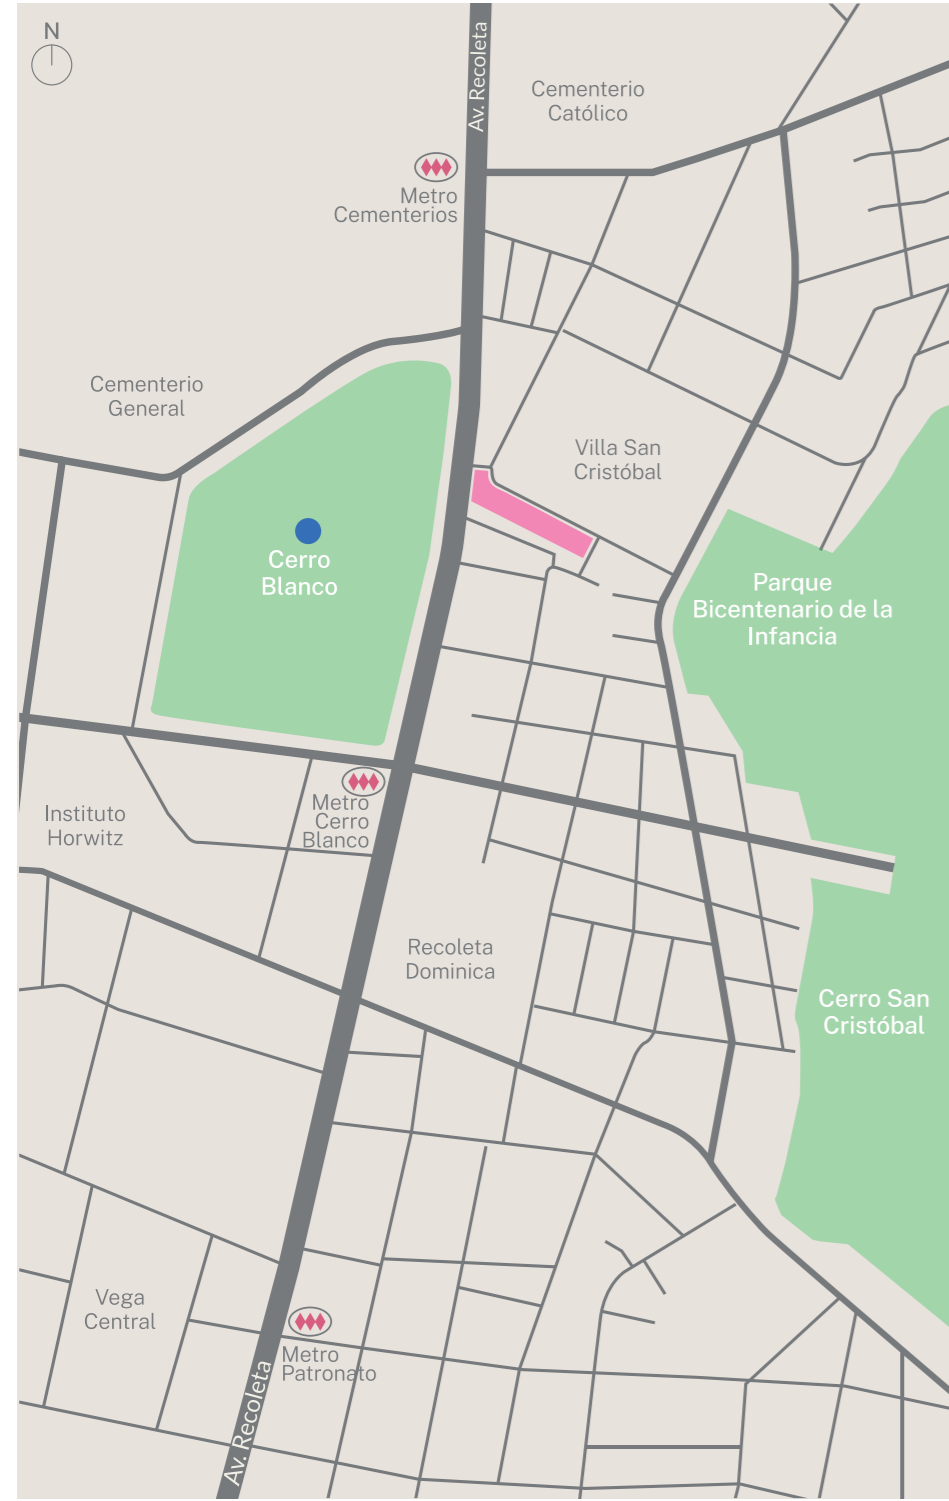 N
Av. Recoleta
Cementerio
Católico
Metro
Cementerios
Cementerio
General
Villa San
Cristóbal
Cerro
Blanco
Parque
Bicentenario de la
Infancia
Metro
Cerro
Blanco
Instituto
Horwitz
Recoleta
Dominica
Cerro San
Cristóbal
Vega
Central
Metro
Patronato
Av. Recoleta